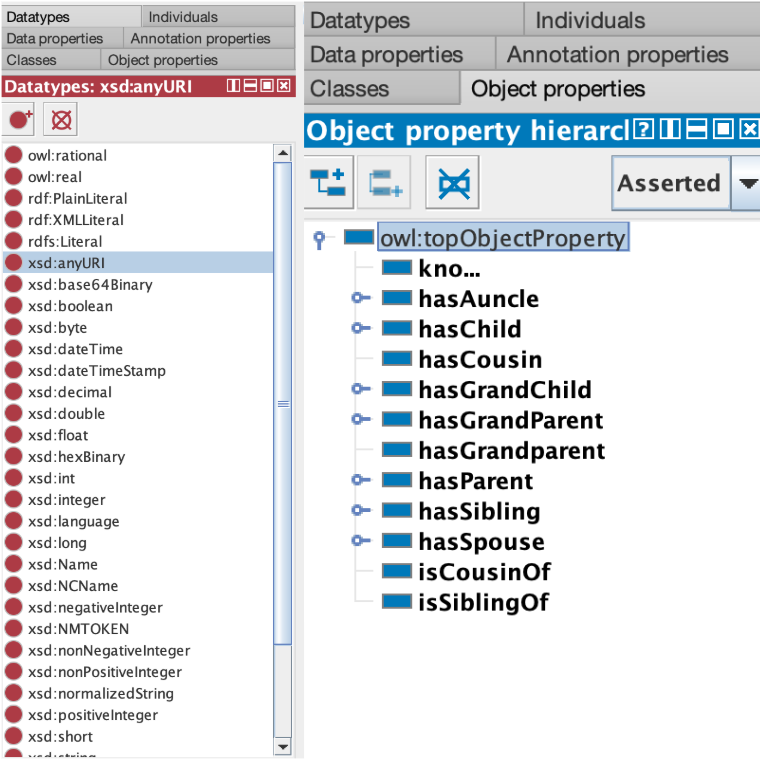 Datatypes
Individuals
Data properties
Annotation properties
Classes
Object properties
Datatypes: xsd:anyURI
owl:rational
owl:real
rdf:PlainLiteral
rdf:XMLLiteral
rdfs:Literal
xsd:anyURI
xsd:base64Binary
xsd:boolean
xsd:byte
xsd:dateTime
xsd:dateTimeStamp
xsd:decimal
xsd:double
xsd:float
xsd:hexBinary
xsd:int
xsd:integer
xsd:language
xsd:long
xsd:Name
xsd:NCName
xsd:negativeInteger
xsd:NMTOKEN
xsd:nonNegativeInteger
xsd:nonPositiveInteger
xsd:normalizedString
xsd:positiveInteger
xsd:short
xsd:string
Datatypes
Individuals
Data properties
Annotation properties
Classes
Object properties
Object property hierarcl
Asserted
owl:topObjectProperty
kno...
hasAuncle
hasChild
hasCousin
hasGrandChild
hasGrandParent
hasGrandparent
hasParent
hasSibling
hasSpouse
isCousinOf
isSiblingOf